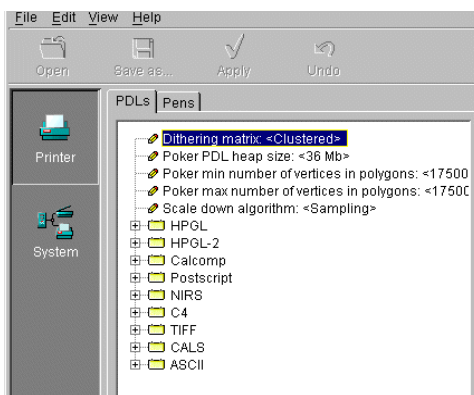 File Edit View Help
Open Save as... Apply Undo
PDLs Pens
Printer
System
Dithering matrix: <Clustered>
Poker PDL heap size: <36 Mb>
Poker min number of vertices in polygons: <17500
Poker max number of vertices in polygons: <17500
Scale down algorithm: <Sampling>
HPGL
HPGL-2
Calcomp
Postscript
NIRS
C4
TIFF
CALS
ASCII